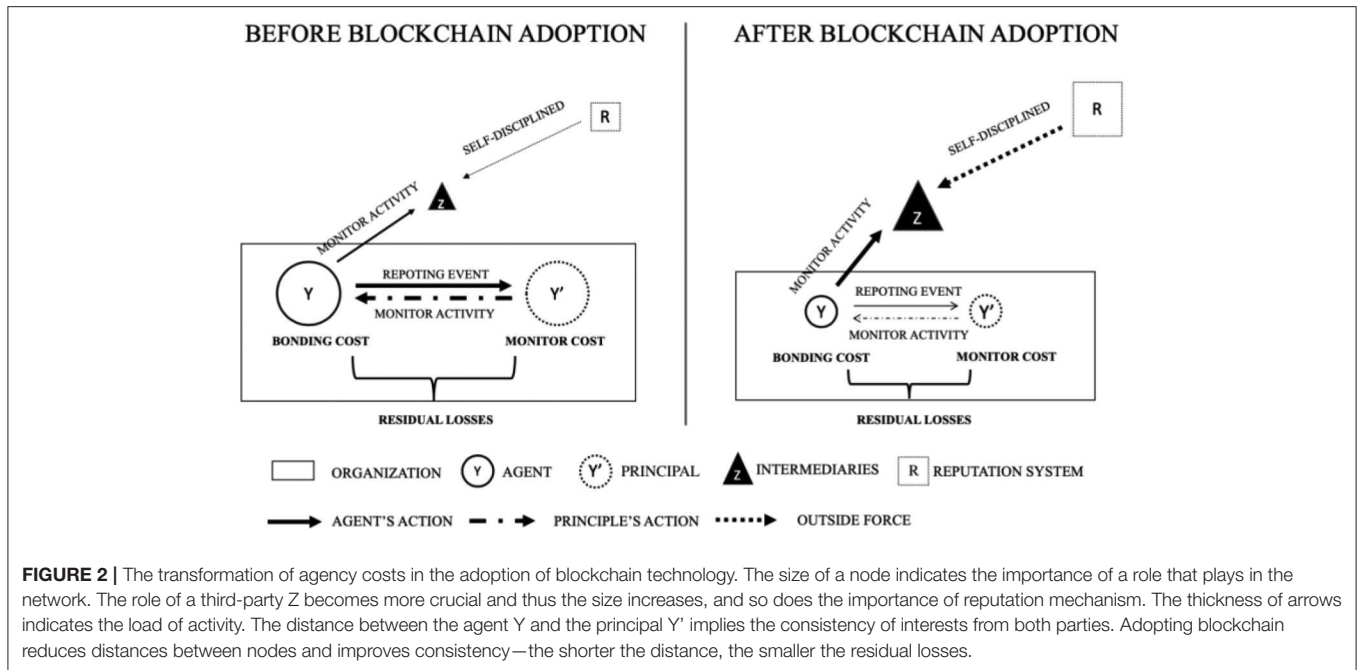 BEFORE BLOCKCHAIN ADOPTION
R
SELF-DISCIPLINED
Z
MONITOR ACTIVITY
REPOTING EVENT
Y
Y'
MONITOR ACTIVITY
BONDING COST
MONITOR COST
RESIDUAL LOSSES
AFTER BLOCKCHAIN ADOPTION
R
SELF-DISCIPLINED
Z
MONITOR ACTIVITY
REPOTING EVENT
Y
Y'
MONITOR ACTIVITY
BONDING COST
MONITOR COST
RESIDUAL LOSSES
ORGANIZATION
Y AGENT
Y' PRINCIPAL
Z INTERMEDIARIES
R REPUTATION SYSTEM
AGENT'S ACTION
PRINCIPLE'S ACTION
OUTSIDE FORCE
FIGURE 2 | The transformation of agency costs in the adoption of blockchain technology. The size of a node indicates the importance of a role that plays in the
network. The role of a third-party Z becomes more crucial and thus the size increases, and so does the importance of reputation mechanism. The thickness of arrows
indicates the load of activity. The distance between the agent Y and the principal Y' implies the consistency of interests from both parties. Adopting blockchain
reduces distances between nodes and improves consistency—the shorter the distance, the smaller the residual losses.